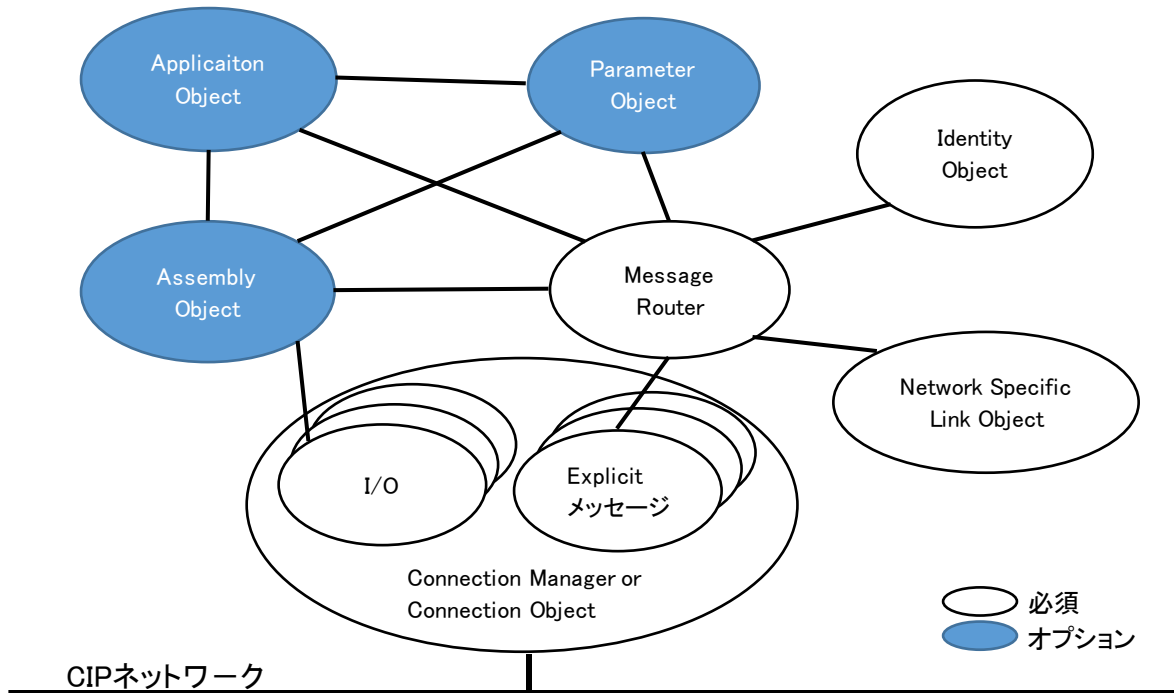 Applicaiton
Object
Parameter
Object
Identity
Object
Assembly
Object
Message
Router
Network Specific
Link Object
I/O
Explicit
メッセージ
Connection Manager or
Connection Object
必須
オプション
CIPネットワーク